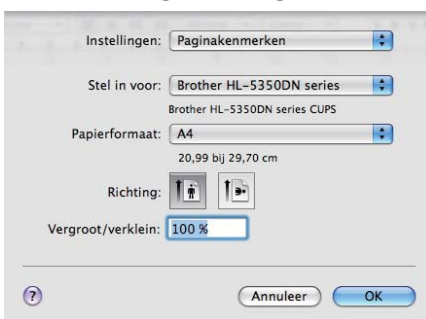 Instellingen: Paginakenmerken
Stel in voor: Brother HL-5350DN series
Brother HL-5350DN series CUPS
Papierformaat: A4
20,99 bij 29,70 cm
Richting:
Vergroot/verklein: 100 %
? Annuleer OK